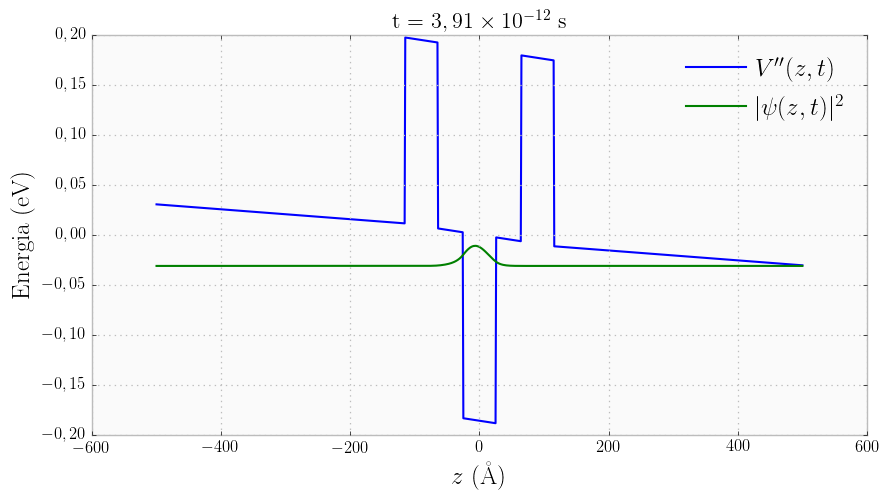 t = 3, 91 × 10⁻¹² s
Energia (eV)
0, 20
0, 15
0, 10
0, 05
0, 00
−0, 05
−0, 10
−0, 15
−0, 20
V″(z, t)
|ψ(z, t)|²
−600 −400 −200 0 200 400 600
z (Å)